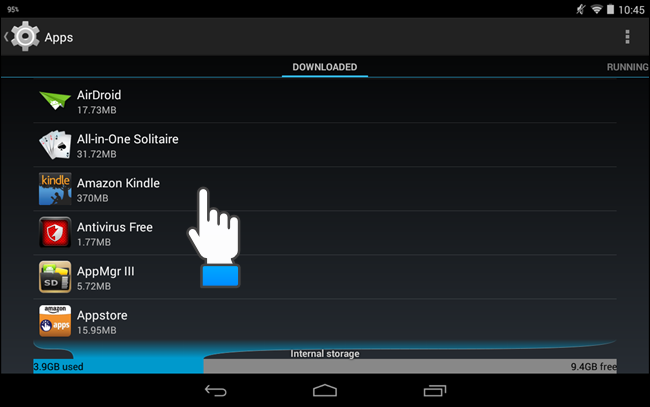 95%
10:45
Apps
DOWNLOADED
RUNNING
AirDroid
17.73MB
All-in-One Solitaire
31.72MB
kindle
Amazon Kindle
370MB
Antivirus Free
1.77MB
SD
AppMgr III
5.72MB
amazon
apps
Appstore
15.95MB
Internal storage
3.9GB used
9.4GB free